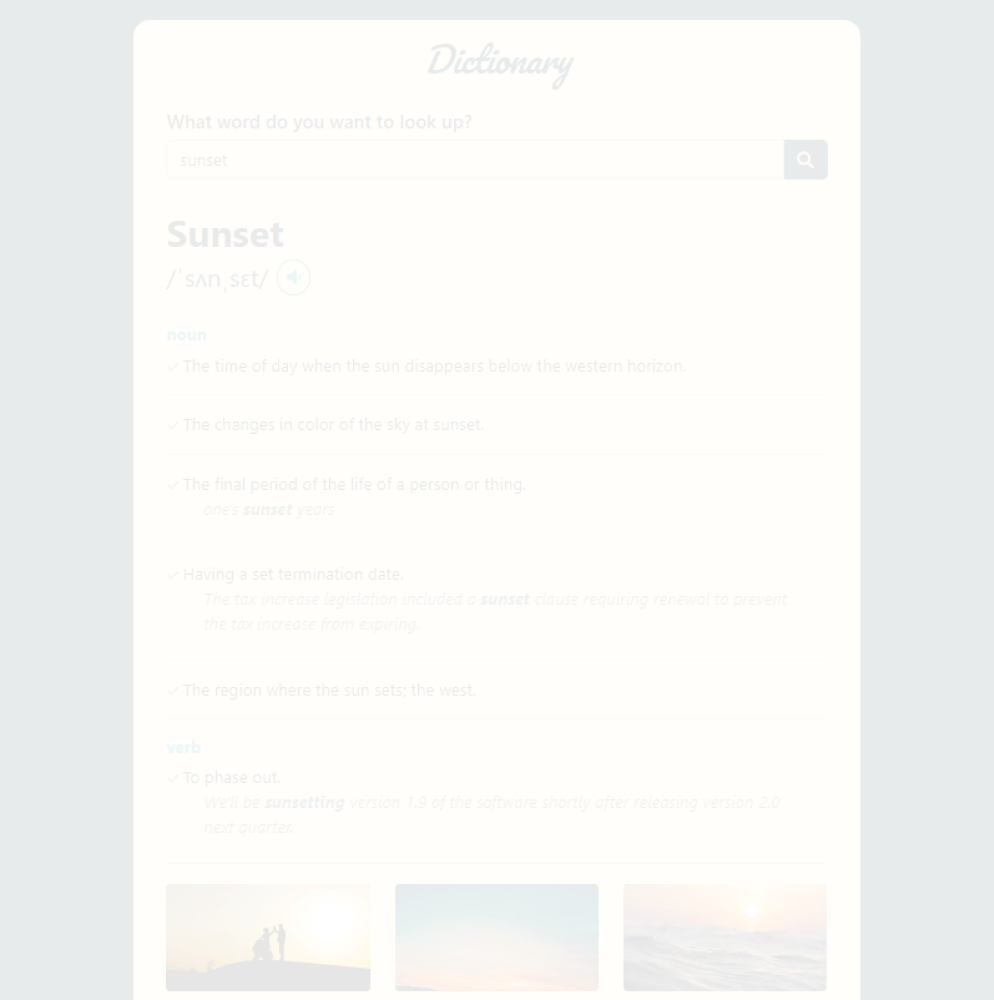 Dictionary
What word do you want to look up?
sunset
Sunset
/ˈsʌnˌsɛt/
noun
The time of day when the sun disappears below the western horizon.
The changes in color of the sky at sunset.
The final period of the life of a person or thing.
one's sunset years
Having a set termination date.
The tax increase legislation included a sunset clause requiring renewal to prevent
the tax increase from expiring.
The region where the sun sets; the west.
verb
To phase out.
We'll be sunsetting version 1.9 of the software shortly after releasing version 2.0
next quarter.